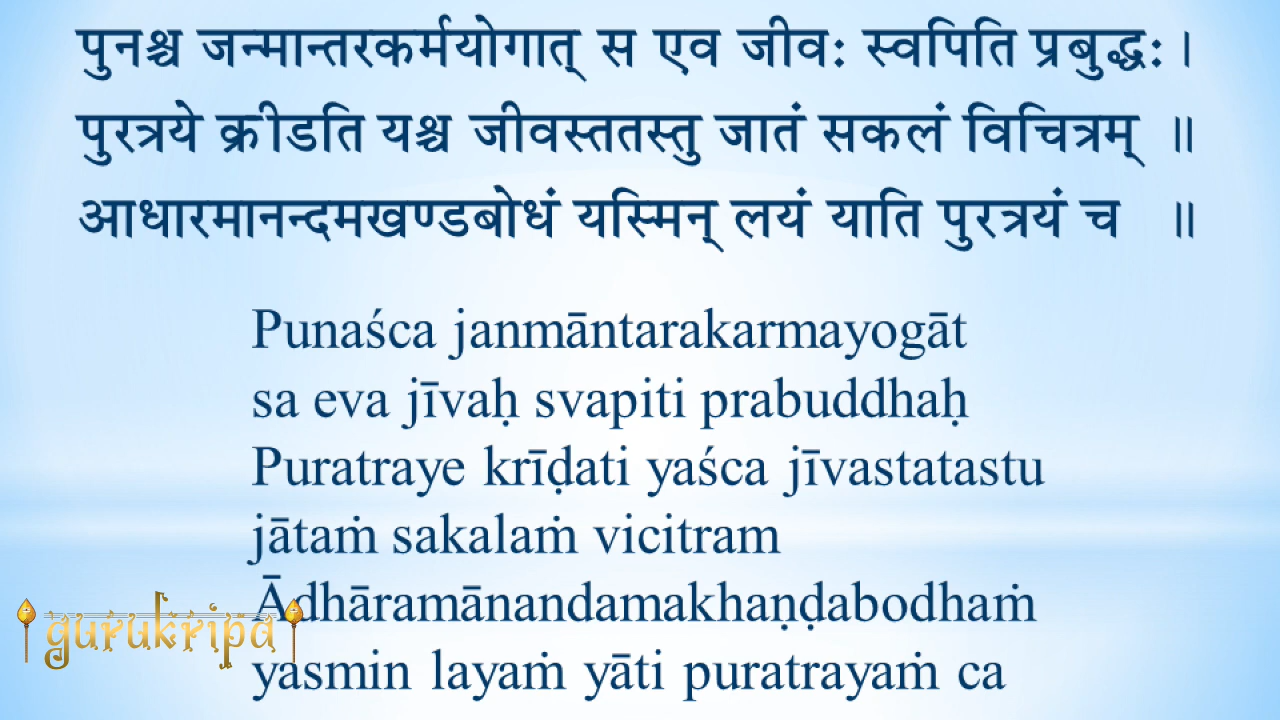 पुनश्च जन्मान्तरकर्मयोगात् स एव जीवः स्वपिति प्रबुद्धः ।
पुरत्रये क्रीडति यश्च जीवस्ततस्तु जातं सकलं विचित्रम् ॥
आधारमानन्दमखण्डबोधं यस्मिन् लयं याति पुरत्रयं च ॥
Punaśca janmāntarakarmayogāt
sa eva jīvaḥ svapiti prabuddhaḥ
Puratraye krīḍati yaśca jīvastatastu
jātaṁ sakalaṁ vicitram
Ādhāramānandamakhaṇḍabodhaṁ
gurukripa
yasmin layaṁ yāti puratrayaṁ ca